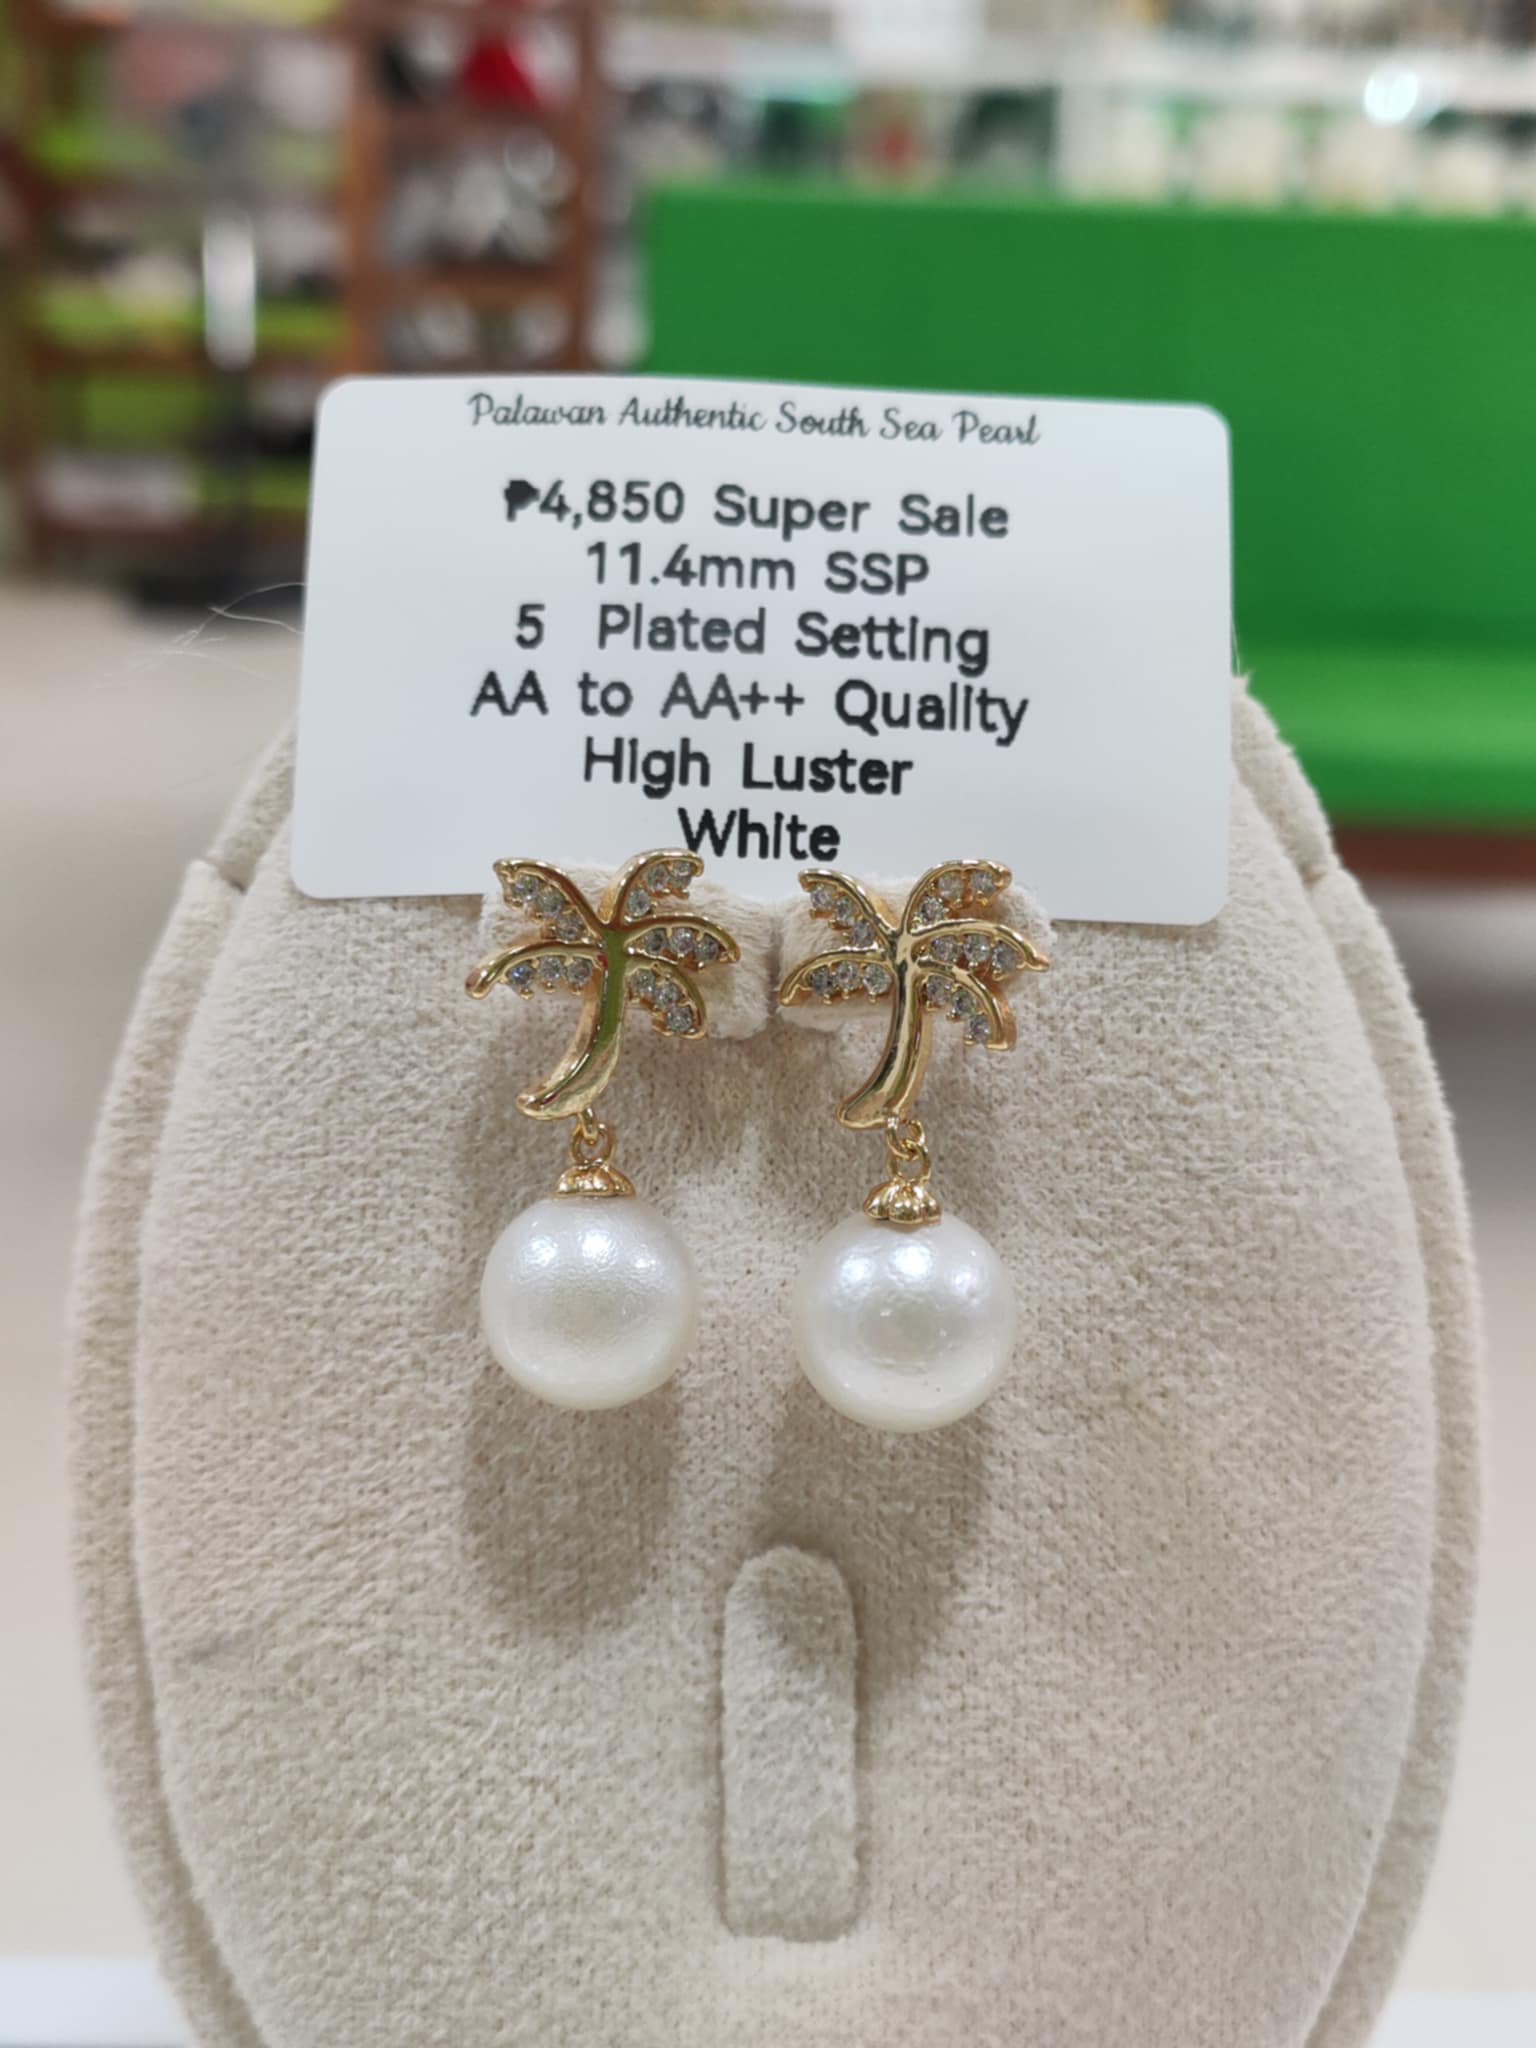 Palawan Authentic South Sea Pearl
₱4,850 Super Sale
11.4mm SSP
5 Plated Setting
AA to AA++ Quality
High Luster
White